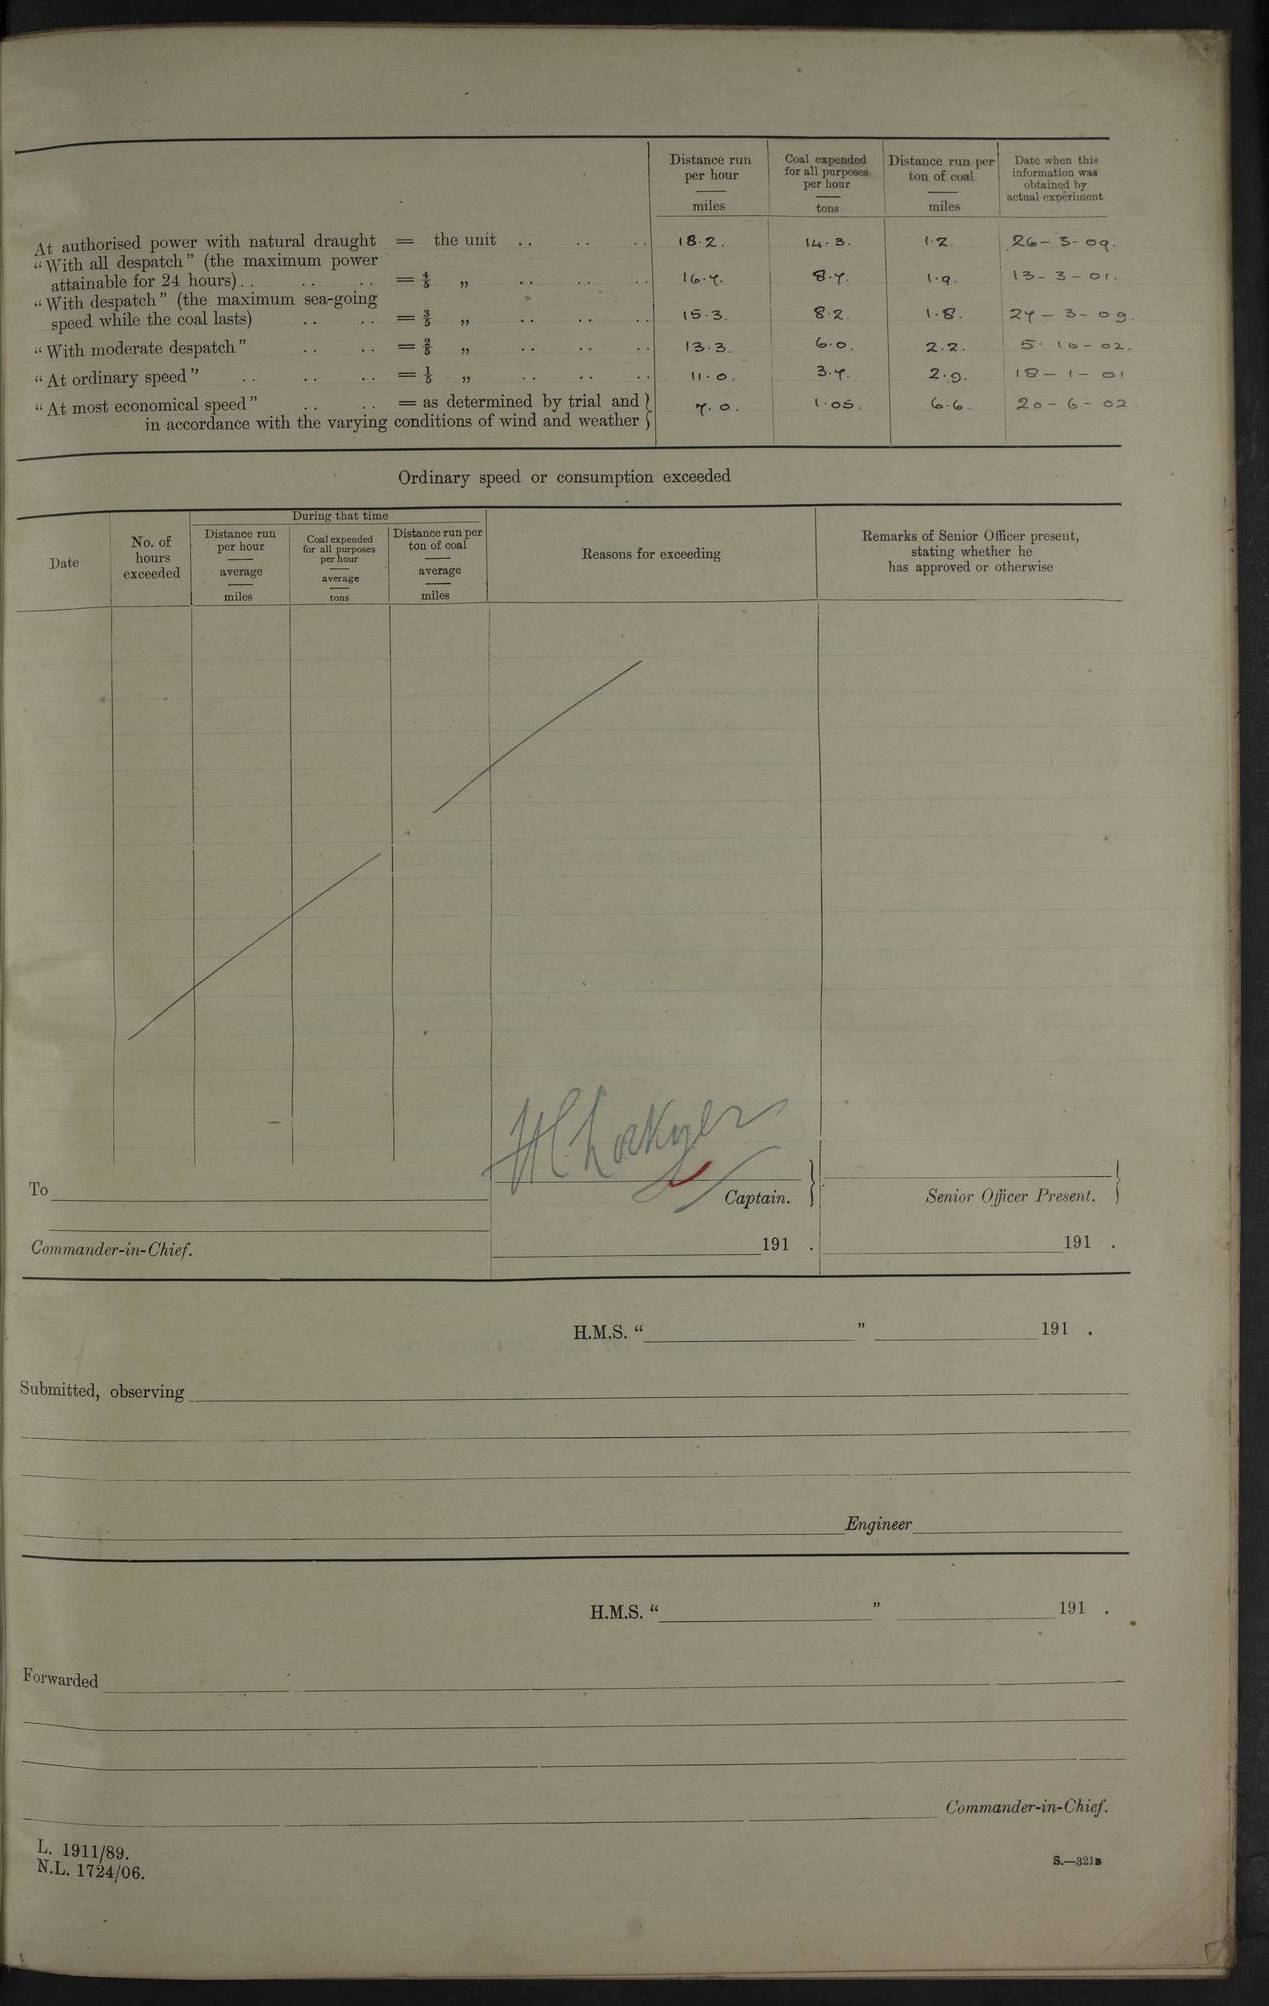 Distance run per hour
miles
Coal expended for all purposes per hour
tons
Distance run per ton of coal
miles
Date when this information was obtained by actual experiment
At authorised power with natural draught = the unit .. .. .. 18·2. 14·3. 1·2. 26-3-09.
"With all despatch" (the maximum power
attainable for 24 hours). . .. .. = 4/5 „ .. .. .. 16·7. 8·7. 1·9. 13-3-01.
"With despatch" (the maximum sea-going
speed while the coal lasts) .. .. = 3/5 „ .. .. .. 15·3. 8·2. 1·8. 27-3-09.
"With moderate despatch" .. .. = 2/5 „ .. .. .. 13·3. 6·0. 2.2. 5·10-02.
"At ordinary speed" .. .. .. = 1/5 „ .. .. .. 11·0. 3·7. 2·9. 18-1-01
"At most economical speed" .. .. = as determined by trial and } 7·0. 1·05. 6·6. 20-6-02.
in accordance with the varying conditions of wind and weather }
Ordinary speed or consumption exceeded
Date
No. of hours exceeded
During that time
Distance run per hour
average
miles
Coal expended for all purposes per hour
average
tons
Distance run per ton of coal
average
miles
Reasons for exceeding
Remarks of Senior Officer present, stating whether he has approved or otherwise
To
Captain. }
Senior Officer Present. }
Commander-in-Chief.
191 .
191 .
H.M.S. " " 191 .
Submitted, observing
Engineer
H.M.S. " " 191 .
Forwarded
Commander-in-Chief.
L. 1911/89.
N.L. 1724/06.
S.—321B